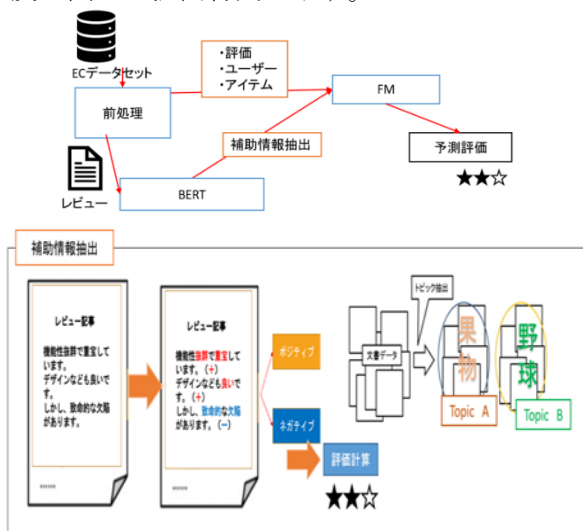 ECデータセット
・評価
・ユーザー
・アイテム
前処理
FM
補助情報抽出
予測評価
★★☆
レビュー
BERT
補助情報抽出
レビュー記事
機能性抜群で重宝して
います。
デザインなども良いで
す。
しかし、致命的な欠陥
があります。
レビュー記事
機能性抜群で重宝して
います。(+)
デザインなども良いで
す。(+)
しかし、致命的な欠陥
があります。(−)
ポジティブ
ネガティブ
評価計算
★★☆
トピック抽出
文書データ
果物
野球
Topic A
Topic B